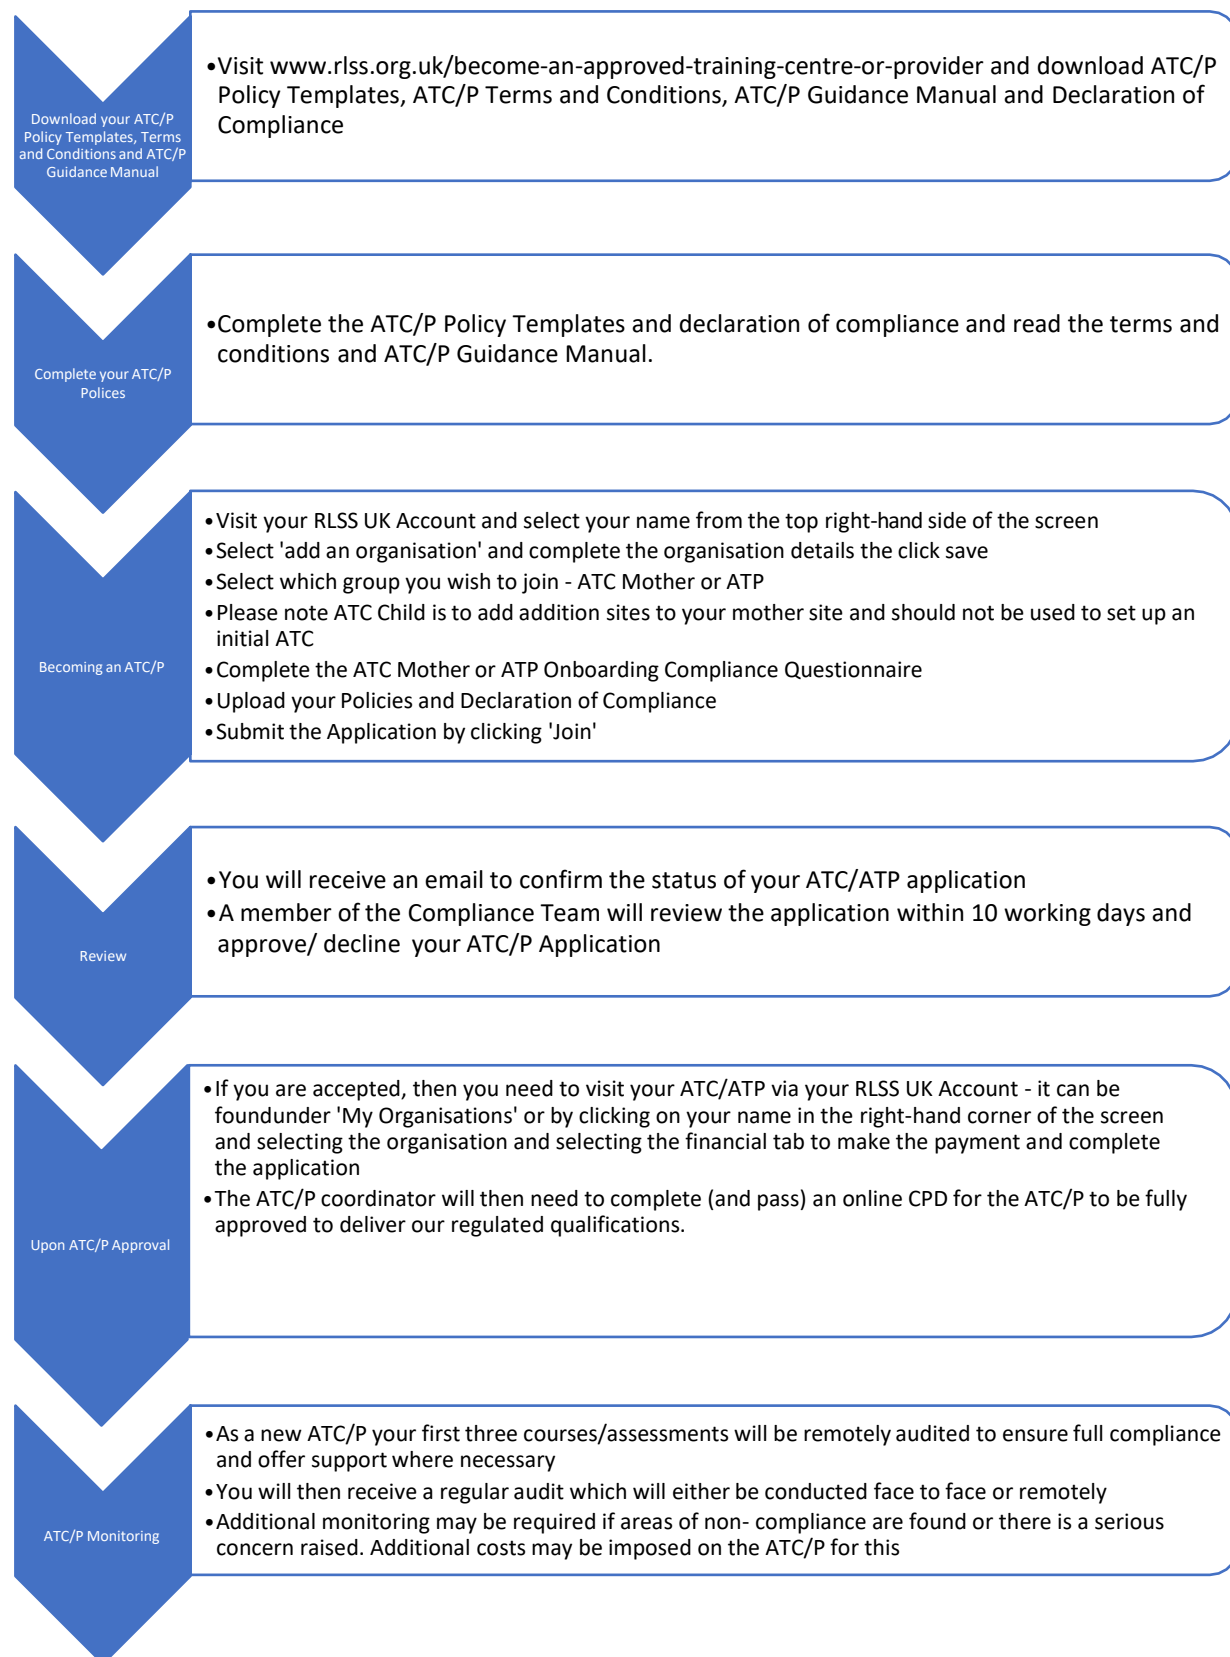 Download your ATC/P
Policy Templates, Terms
and Conditions and ATC/P
Guidance Manual
•Visit www.rlss.org.uk/become-an-approved-training-centre-or-provider and download ATC/P
Policy Templates, ATC/P Terms and Conditions, ATC/P Guidance Manual and Declaration of
Compliance
Complete your ATC/P
Polices
•Complete the ATC/P Policy Templates and declaration of compliance and read the terms and
conditions and ATC/P Guidance Manual.
Becoming an ATC/P
•Visit your RLSS UK Account and select your name from the top right-hand side of the screen
•Select 'add an organisation' and complete the organisation details the click save
•Select which group you wish to join - ATC Mother or ATP
•Please note ATC Child is to add addition sites to your mother site and should not be used to set up an
initial ATC
•Complete the ATC Mother or ATP Onboarding Compliance Questionnaire
•Upload your Policies and Declaration of Compliance
•Submit the Application by clicking 'Join'
Review
•You will receive an email to confirm the status of your ATC/ATP application
•A member of the Compliance Team will review the application within 10 working days and
approve/ decline your ATC/P Application
Upon ATC/P Approval
•If you are accepted, then you need to visit your ATC/ATP via your RLSS UK Account - it can be
foundunder 'My Organisations' or by clicking on your name in the right-hand corner of the screen
and selecting the organisation and selecting the financial tab to make the payment and complete
the application
•The ATC/P coordinator will then need to complete (and pass) an online CPD for the ATC/P to be fully
approved to deliver our regulated qualifications.
ATC/P Monitoring
•As a new ATC/P your first three courses/assessments will be remotely audited to ensure full compliance
and offer support where necessary
•You will then receive a regular audit which will either be conducted face to face or remotely
•Additional monitoring may be required if areas of non- compliance are found or there is a serious
concern raised. Additional costs may be imposed on the ATC/P for this